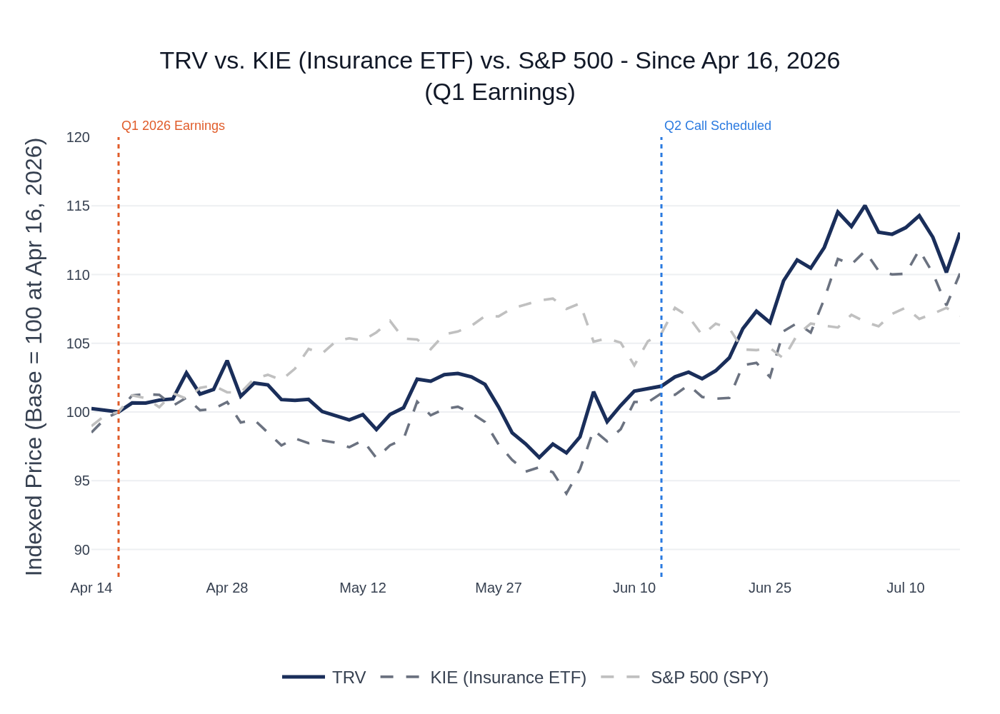 TRV vs. KIE (Insurance ETF) vs. S&P 500 - Since Apr 16, 2026
(Q1 Earnings)
Q1 2026 Earnings
Q2 Call Scheduled
Indexed Price (Base = 100 at Apr 16, 2026)
120
115
110
105
100
95
90
Apr 14
Apr 28
May 12
May 27
Jun 10
Jun 25
Jul 10
TRV
KIE (Insurance ETF)
S&P 500 (SPY)